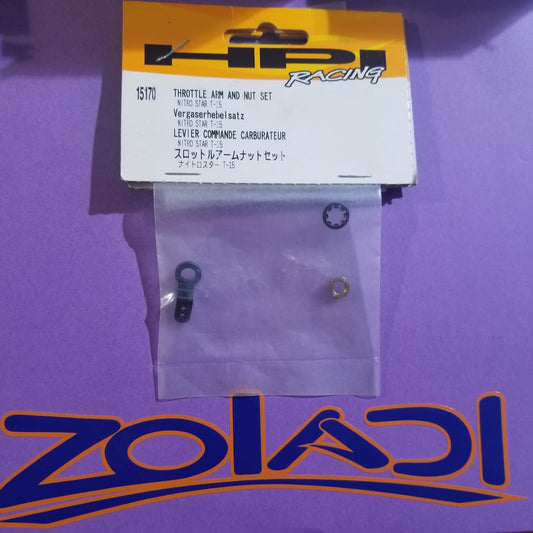 HPI
RACING
15170 THROTTLE ARM AND NUT SET
NITRO STAR T-15
Vergaserhebelsatz
NITRO STAR T-15
LEVIER COMMANDE CARBURATEUR
NITRO STAR T-15
スロットルアームナットセット
ナイトロスター T-15
ZOIADI